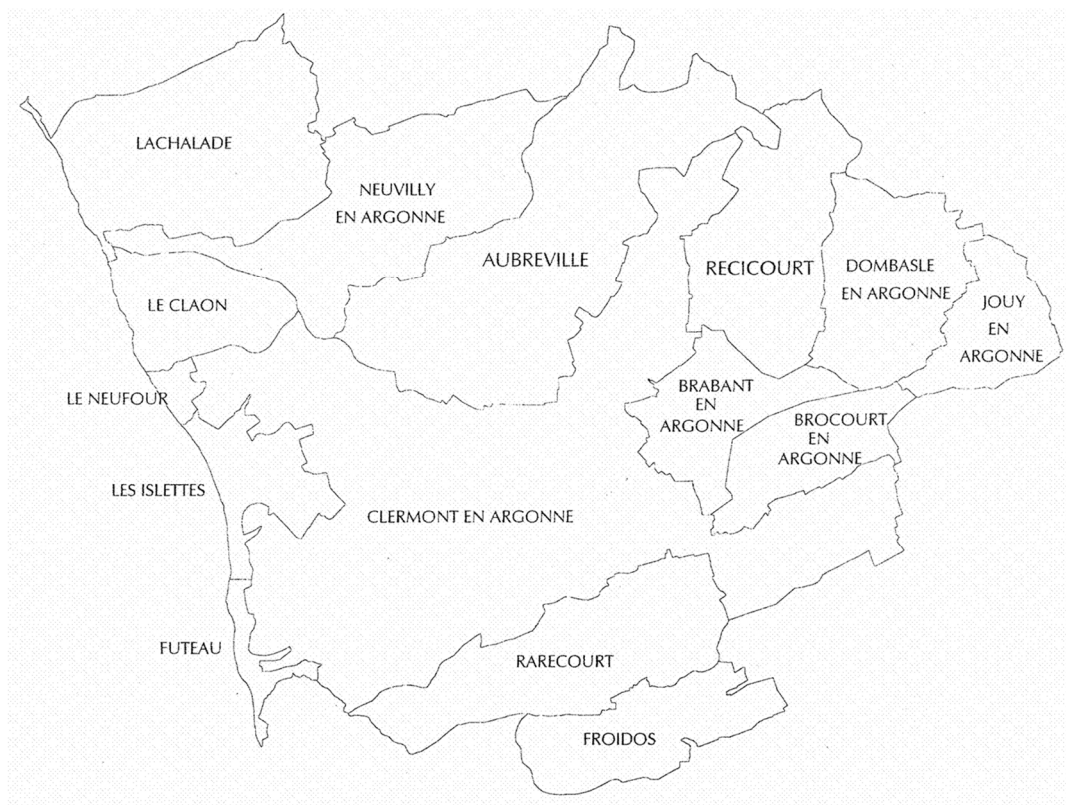 LACHALADE
NEUVILLY
EN ARGONNE
AUBREVILLE
RECICOURT
DOMBASLE
EN ARGONNE
JOUY
EN
ARGONNE
LE CLAON
LE NEUFOUR
BRABANT
EN
ARGONNE
BROCOURT
EN
ARGONNE
LES ISLETTES
CLERMONT EN ARGONNE
FUTEAU
RARECOURT
FROIDOS